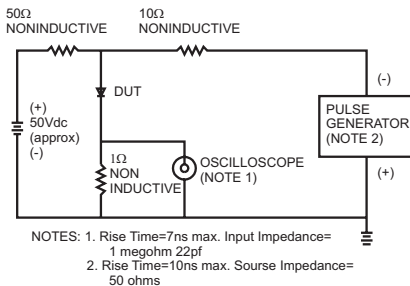 50Ω
NONINDUCTIVE
10Ω
NONINDUCTIVE
(+)
50Vdc
(approx)
(-)
DUT
1Ω
NON
INDUCTIVE
OSCILLOSCOPE
(NOTE 1)
(-)
PULSE
GENERATOR
(NOTE 2)
(+)
NOTES: 1. Rise Time=7ns max. Input Impedance=
1 megohm 22pf
2. Rise Time=10ns max. Sourse Impedance=
50 ohms